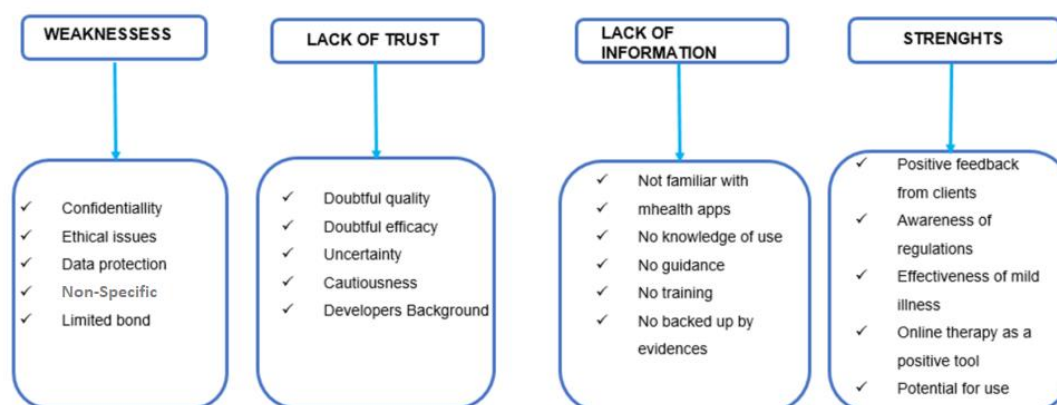 WEAKNESSESS
✓ Confidentiallity
✓ Ethical issues
✓ Data protection
✓ Non-Specific
✓ Limited bond
LACK OF TRUST
✓ Doubtful quality
✓ Doubtful efficacy
✓ Uncertainty
✓ Cautiousness
✓ Developers Background
LACK OF
INFORMATION
✓ Not familiar with
✓ mhealth apps
✓ No knowledge of use
✓ No guidance
✓ No training
✓ No backed up by
evidences
STRENGHTS
✓ Positive feedback
from clients
✓ Awareness of
regulations
✓ Effectiveness of mild
illness
✓ Online therapy as a
positive tool
✓ Potential for use